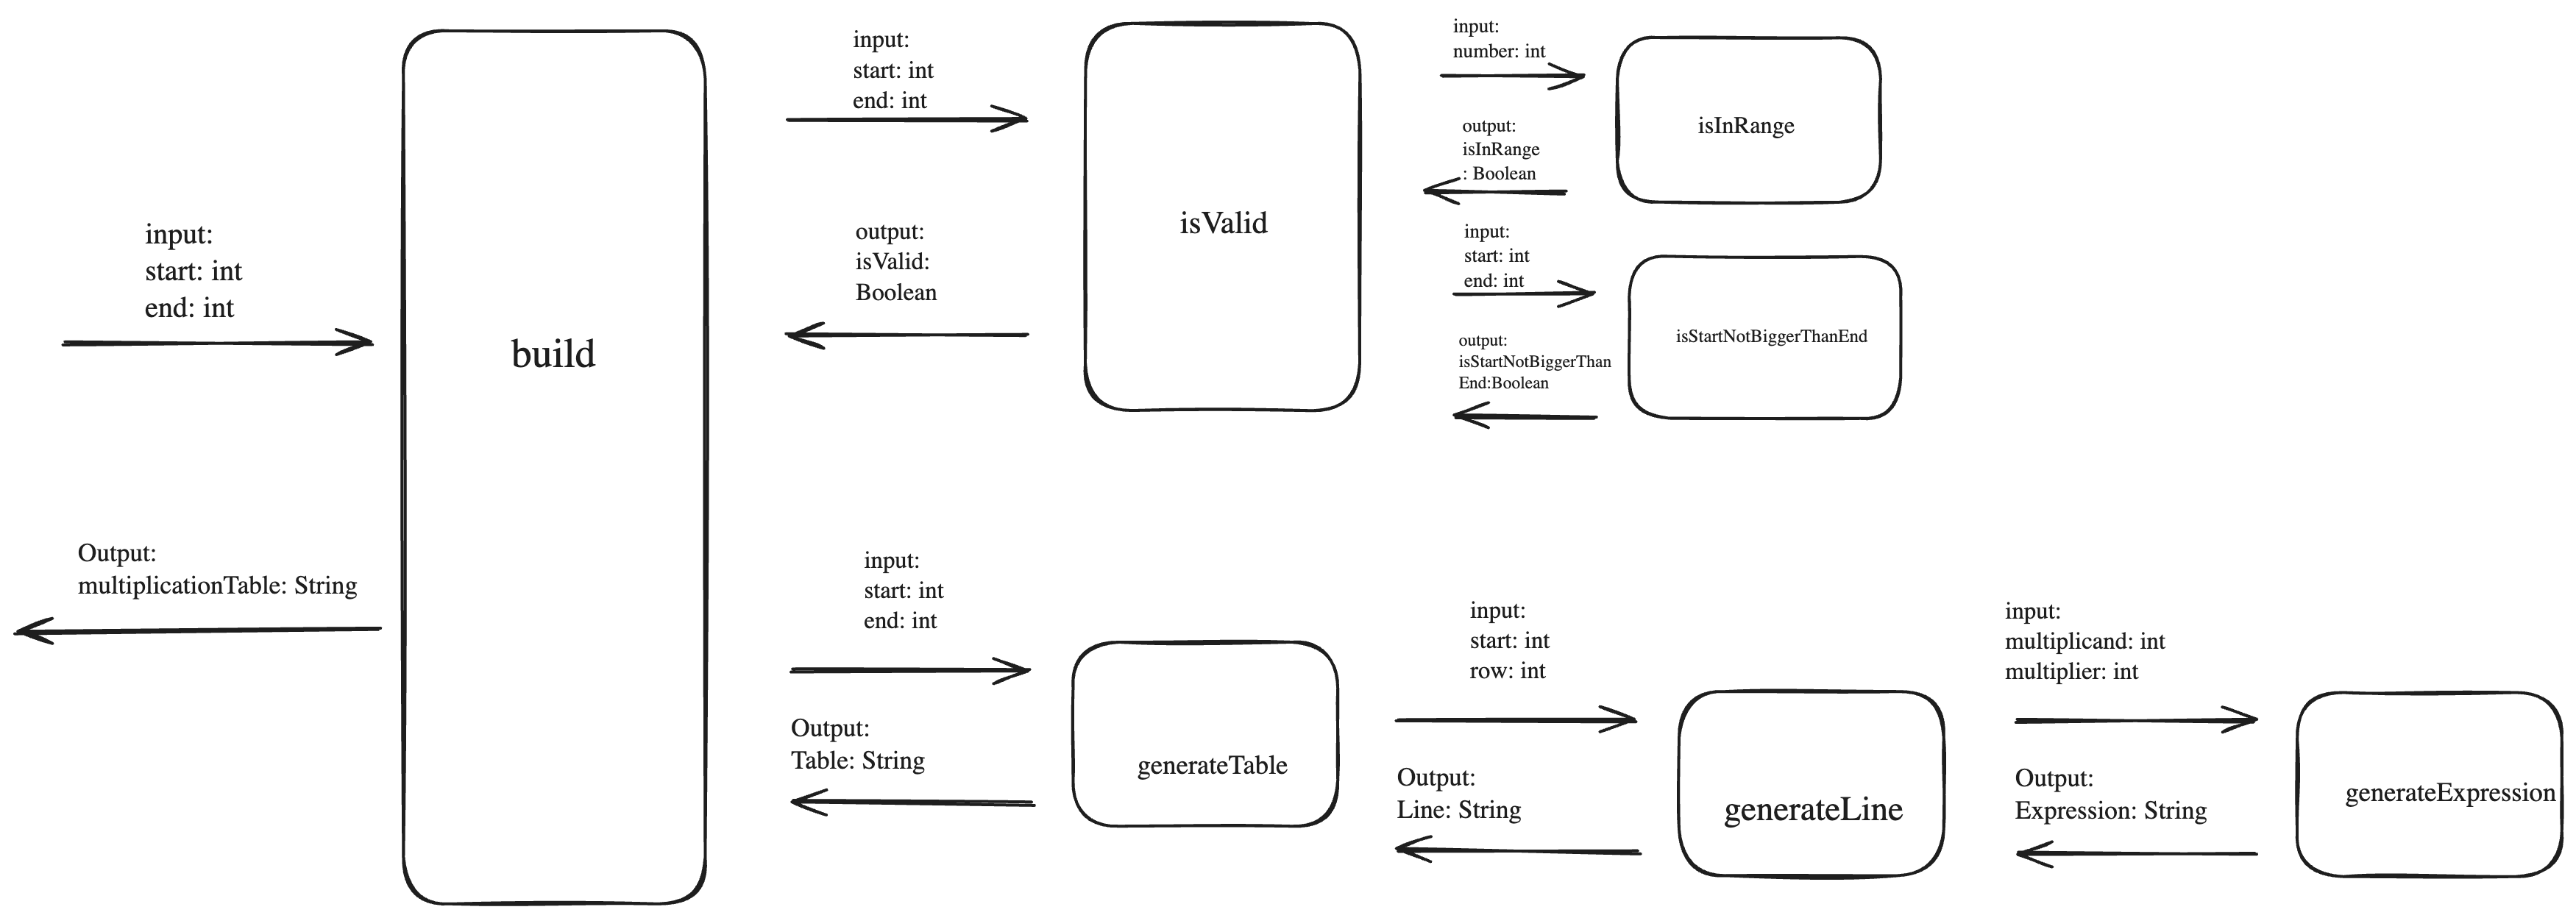 input:
start: int
end: int
build
Output:
multiplicationTable: String
input:
start: int
end: int
output:
isValid:
Boolean
isValid
input:
number: int
output:
isInRange
: Boolean
isInRange
input:
start: int
end: int
output:
isStartNotBiggerThan
End:Boolean
isStartNotBiggerThanEnd
input:
start: int
end: int
Output:
Table: String
generateTable
input:
start: int
row: int
Output:
Line: String
generateLine
input:
multiplicand: int
multiplier: int
Output:
Expression: String
generateExpression